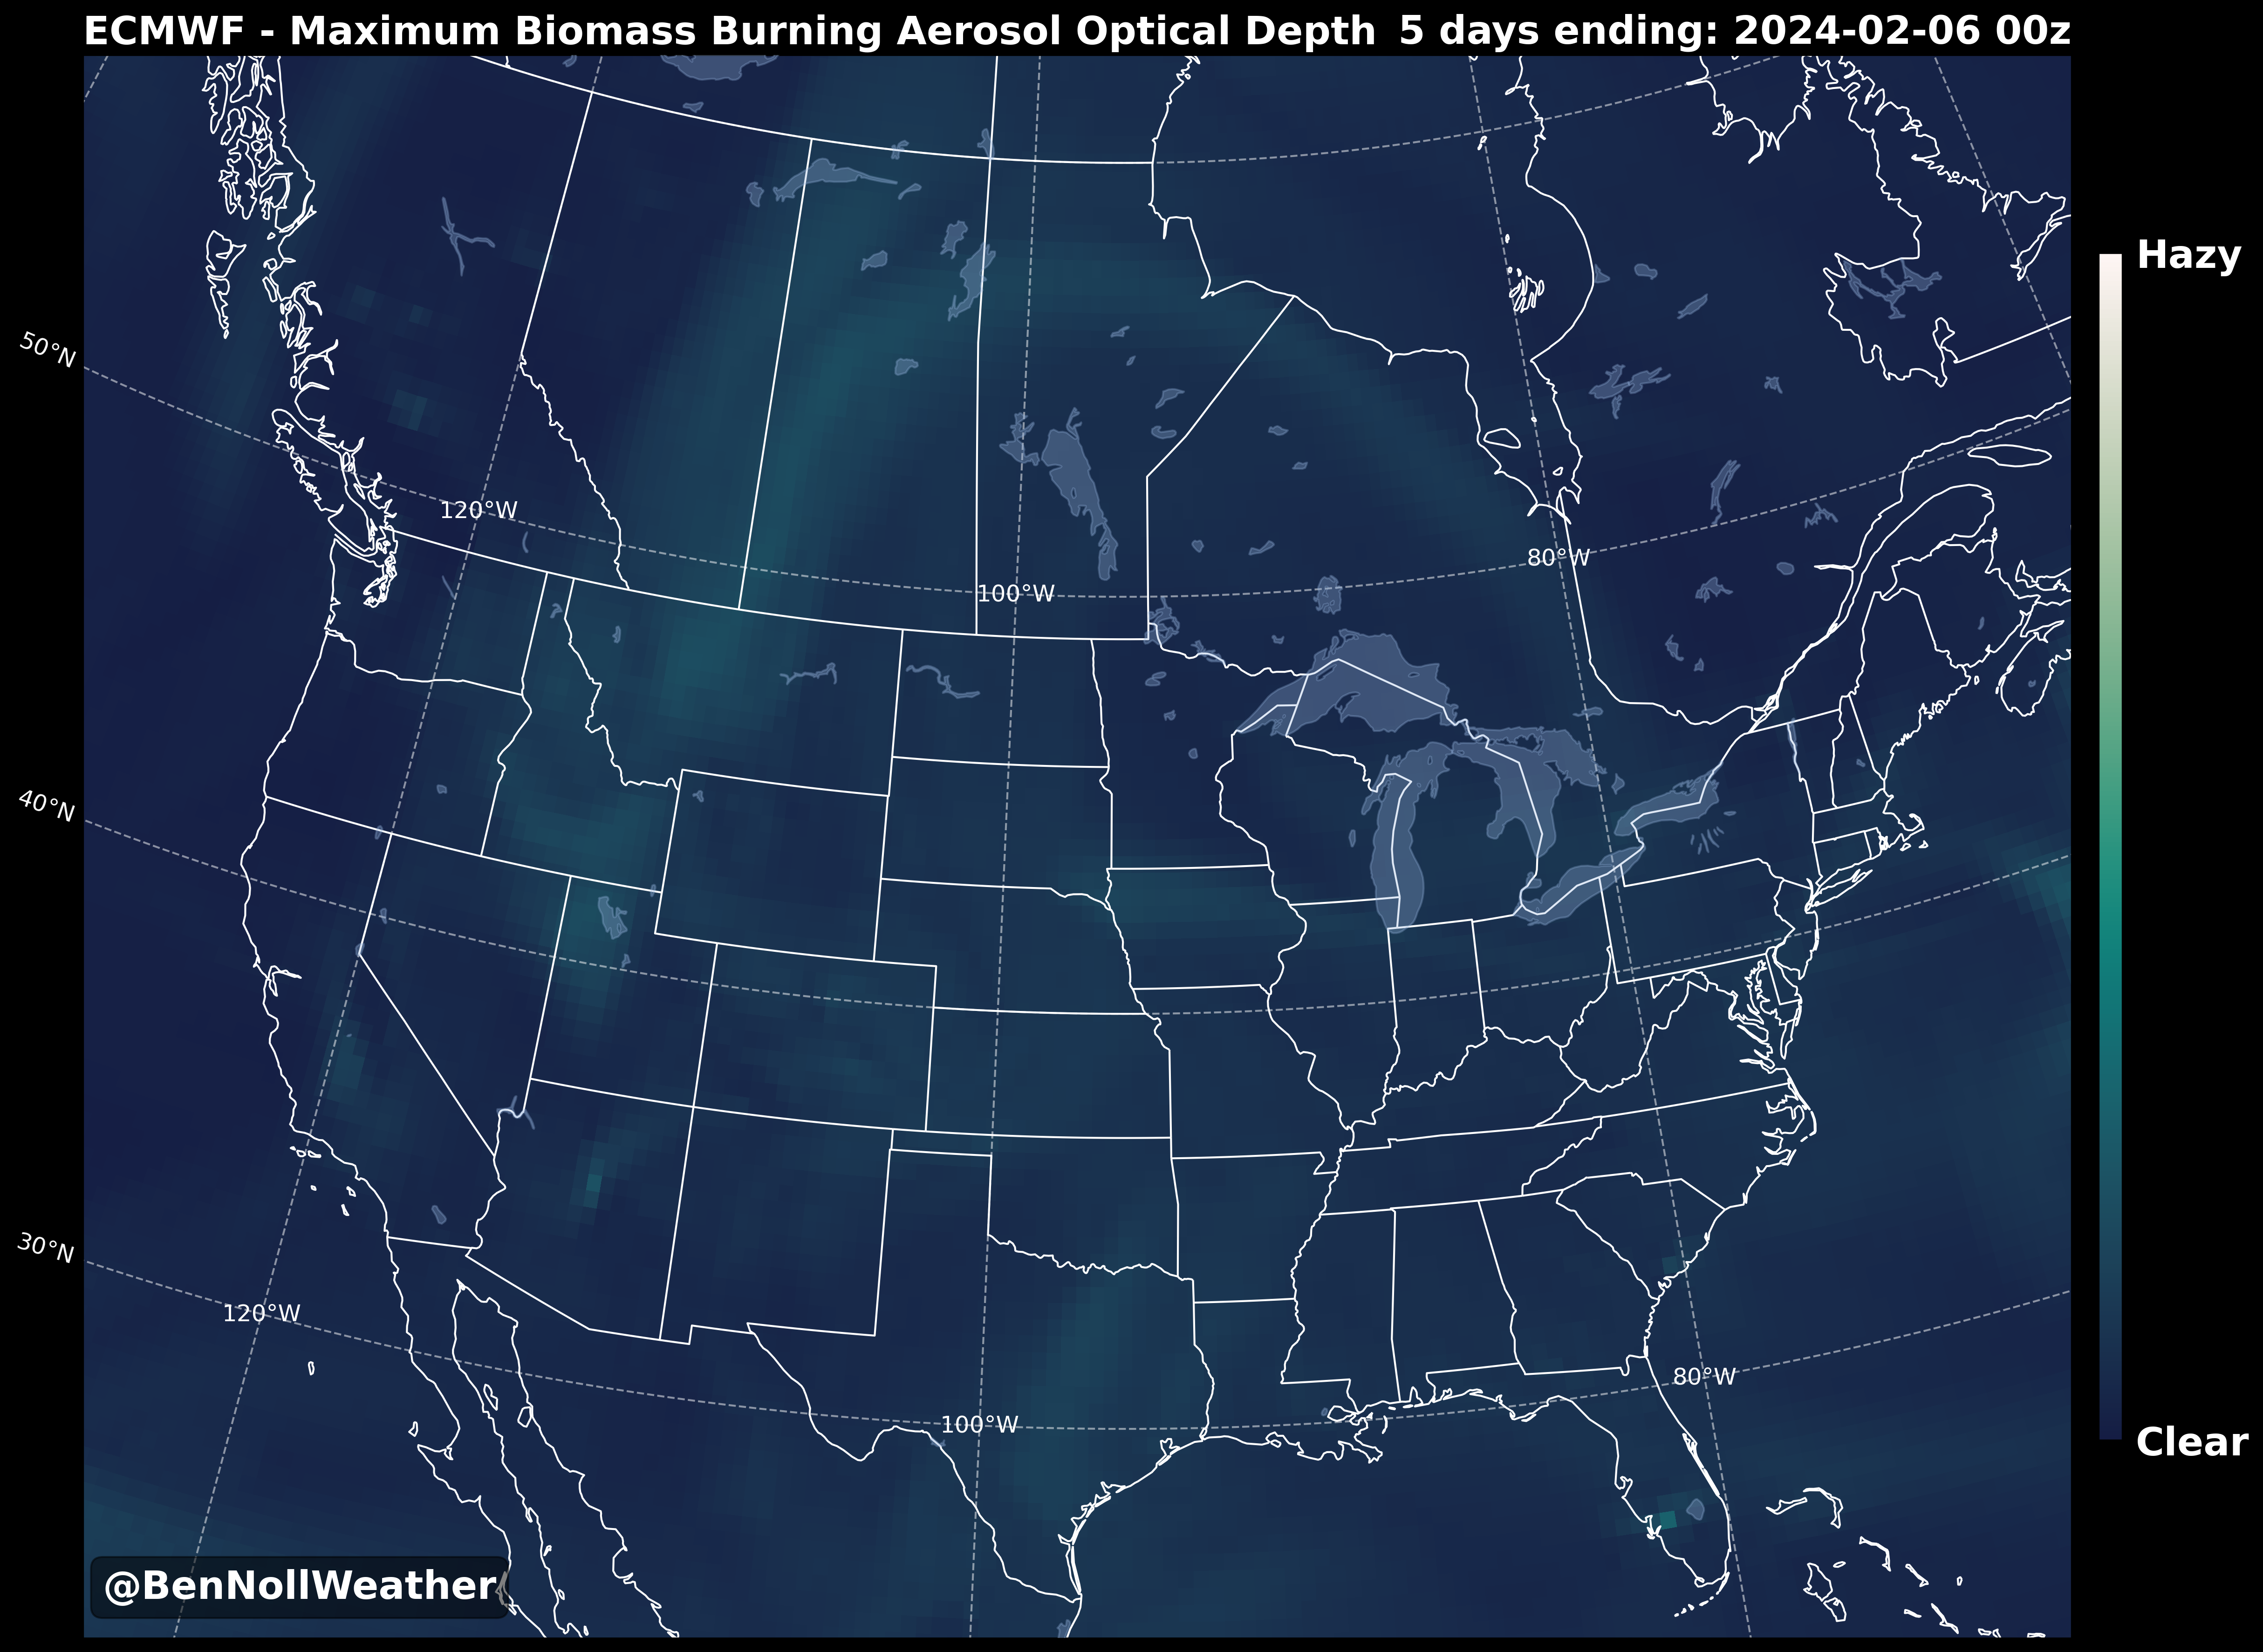 ECMWF - Maximum Biomass Burning Aerosol Optical Depth 5 days ending: 2024-02-06 00z
Hazy
50°N
120°W
80°W
100°W
40°N
30°N
120°W
80°W
100°W
Clear
@BenNollWeather